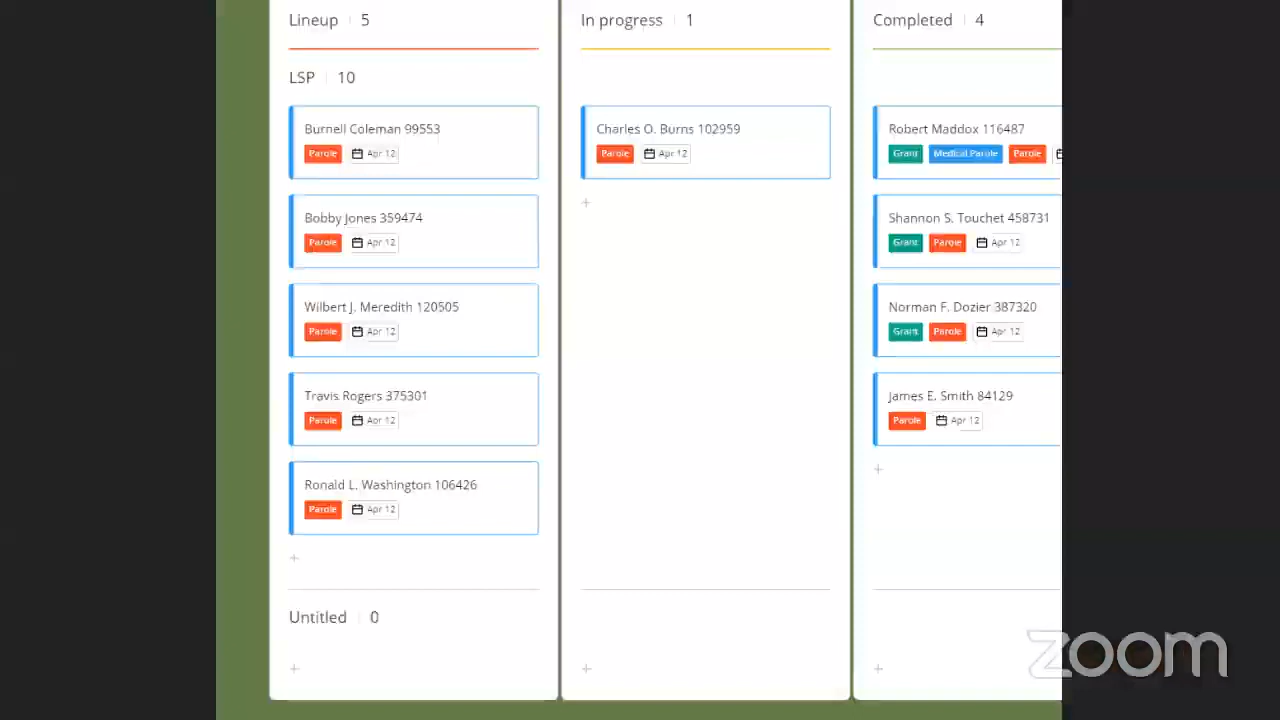 Lineup 5
In progress 1
Completed 4
LSP 10
Burnell Coleman 99553
Parole Apr 12
Bobby Jones 359474
Parole Apr 12
Wilbert J. Meredith 120505
Parole Apr 12
Travis Rogers 375301
Parole Apr 12
Ronald L. Washington 106426
Parole Apr 12
+
Untitled 0
+
Charles O. Burns 102959
Parole Apr 12
+
+
Robert Maddox 116487
Grant Medical Parole Parole
Shannon S. Touchet 458731
Grant Parole Apr 12
Norman F. Dozier 387320
Grant Parole Apr 12
James E. Smith 84129
Parole Apr 12
+
+
zoom